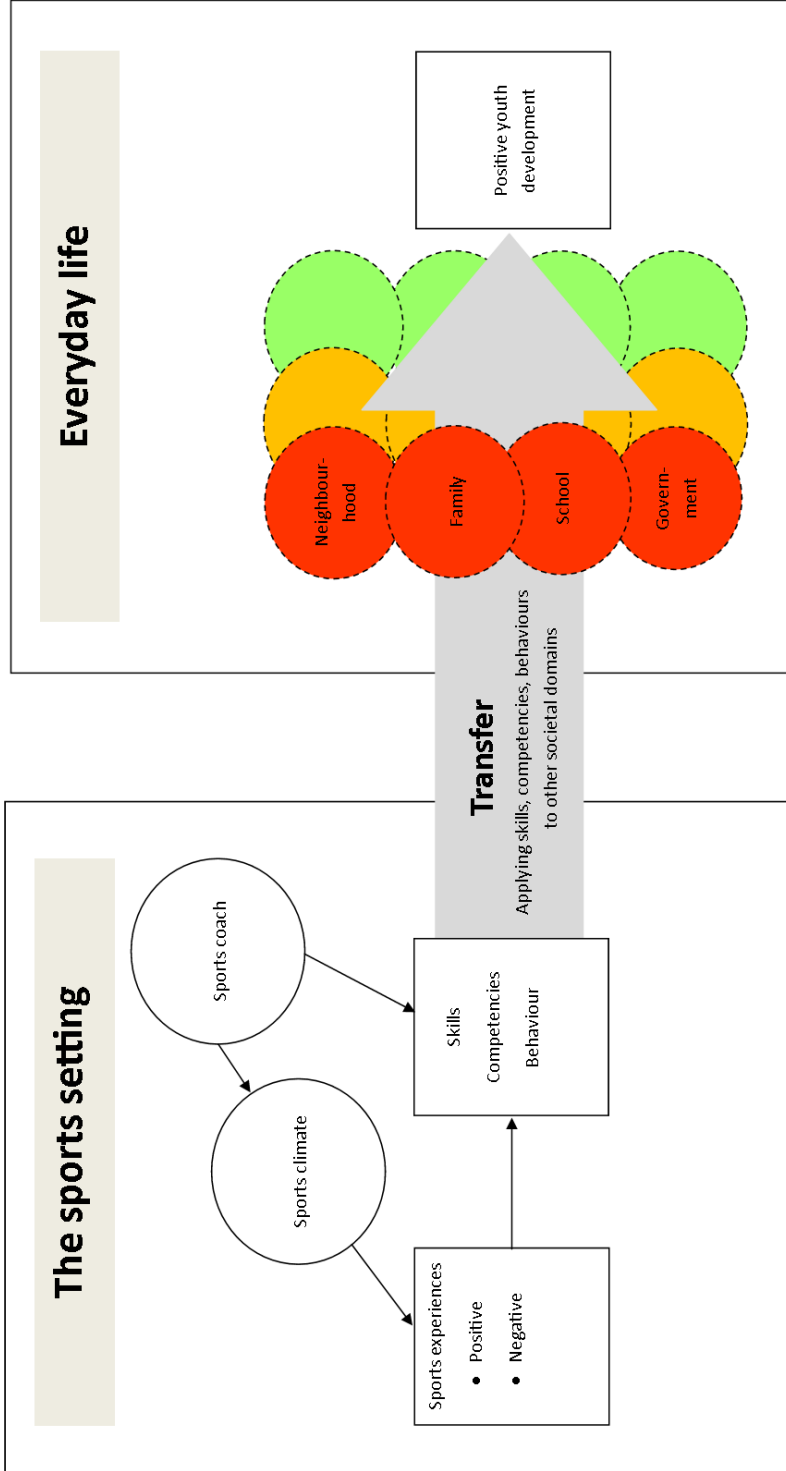 The sports setting
Sports coach
Sports climate
Sports experiences
• Positive
• Negative
Skills
Competencies
Behaviour
Transfer
Applying skills, competencies, behaviours
to other societal domains
Everyday life
Neighbour-
hood
Family
School
Govern-
ment
Positive youth
development